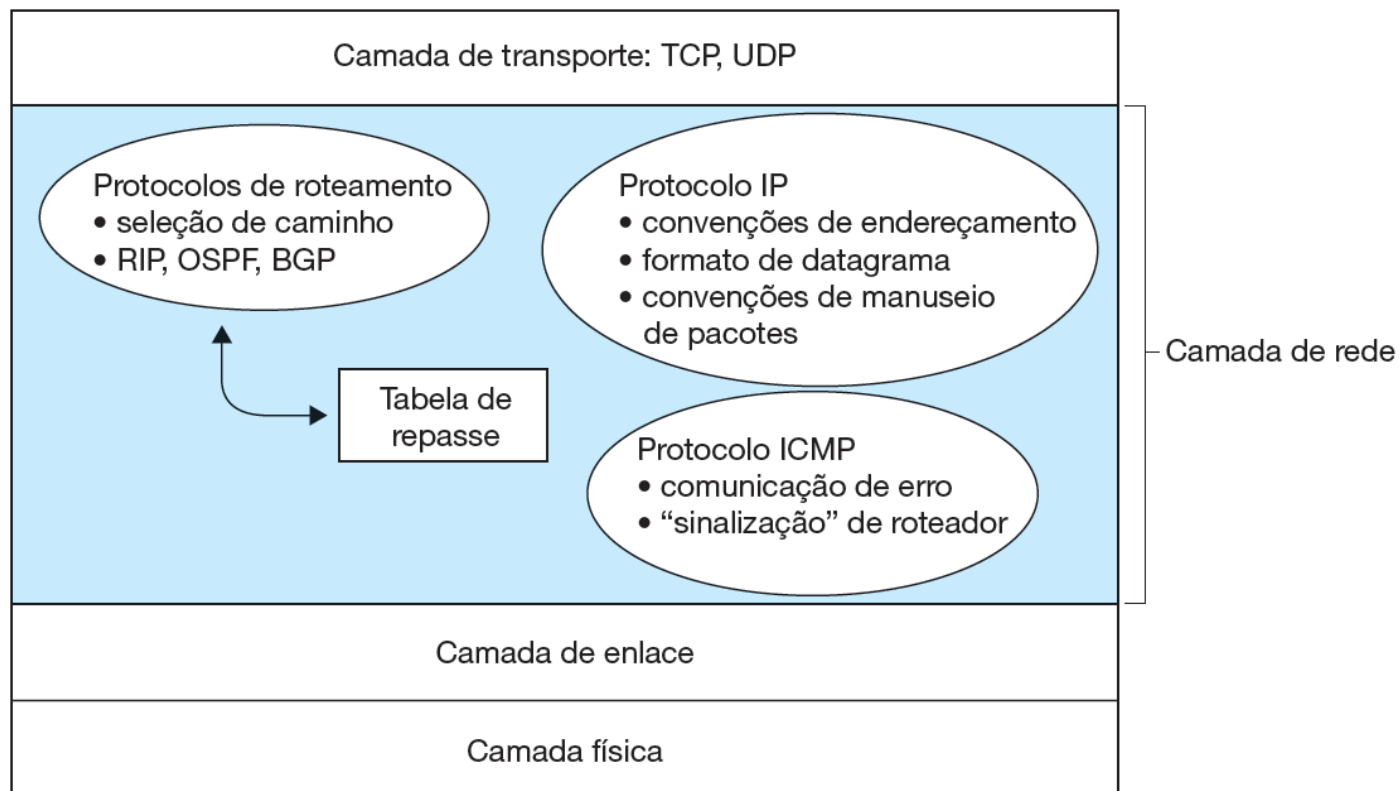 Camada de transporte: TCP, UDP
Protocolos de roteamento
• seleção de caminho
• RIP, OSPF, BGP
Tabela de
repasse
Protocolo IP
• convenções de endereçamento
• formato de datagrama
• convenções de manuseio
de pacotes
Protocolo ICMP
• comunicação de erro
• “sinalização” de roteador
Camada de rede
Camada de enlace
Camada física